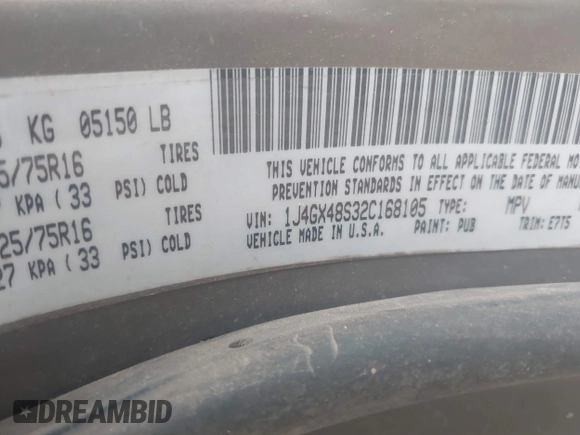 KG 05150 LB
5/75R16 TIRES
KPA ( 33 PSI) COLD
25/75R16 TIRES
27 KPA ( 33 PSI) COLD
THIS VEHICLE CONFORMS TO ALL APPLICABLE FEDERAL MO
PREVENTION STANDARDS IN EFFECT ON THE DATE OF MANU
VIN: 1J4GX48S32C168105 TYPE: MPV
VEHICLE MADE IN U.S.A. PAINT: PUB TRIM: E7T5
DREAMBID